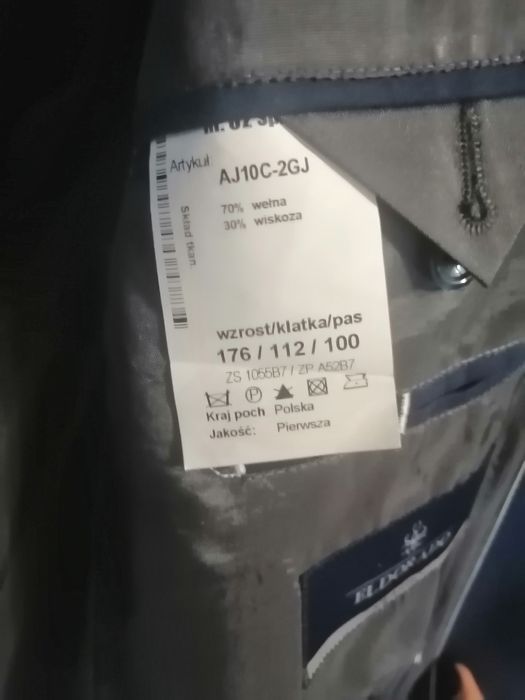 Artykuł
AJ10C-2GJ
Skład tkan.
70% wełna
30% wiskoza
wzrost/klatka/pas
176 / 112 / 100
ZS 1055B7 / ZP A52B7
P
Kraj poch Polska
Jakość: Pierwsza
ELDORADO